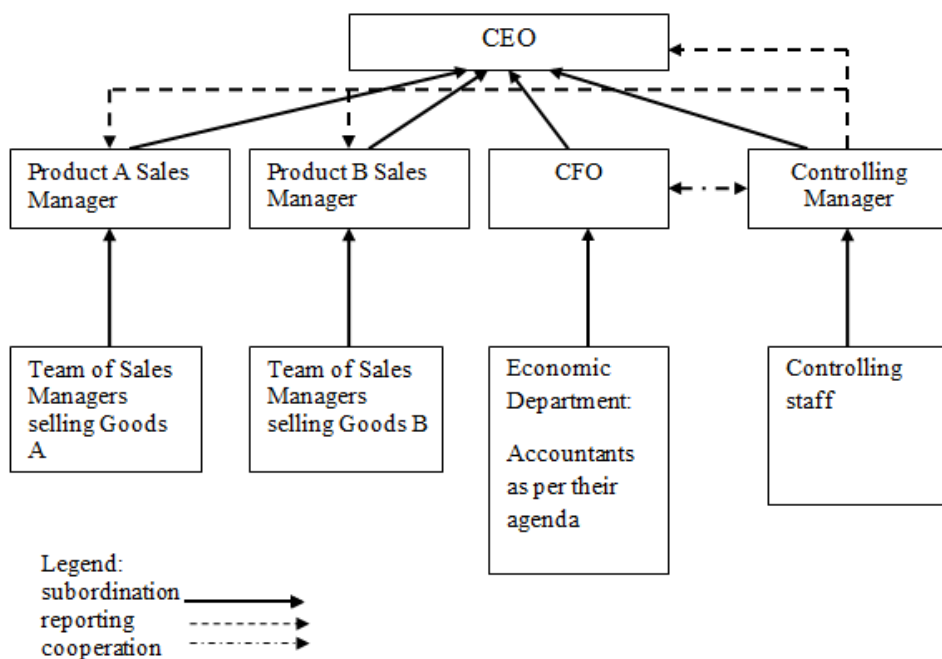 CEO
Product A Sales
Manager
Product B Sales
Manager
CFO
Controlling
Manager
Team of Sales
Managers
selling Goods
A
Team of Sales
Managers
selling Goods B
Economic
Department:
Accountants
as per their
agenda
Controlling
staff
Legend:
subordination
reporting
cooperation